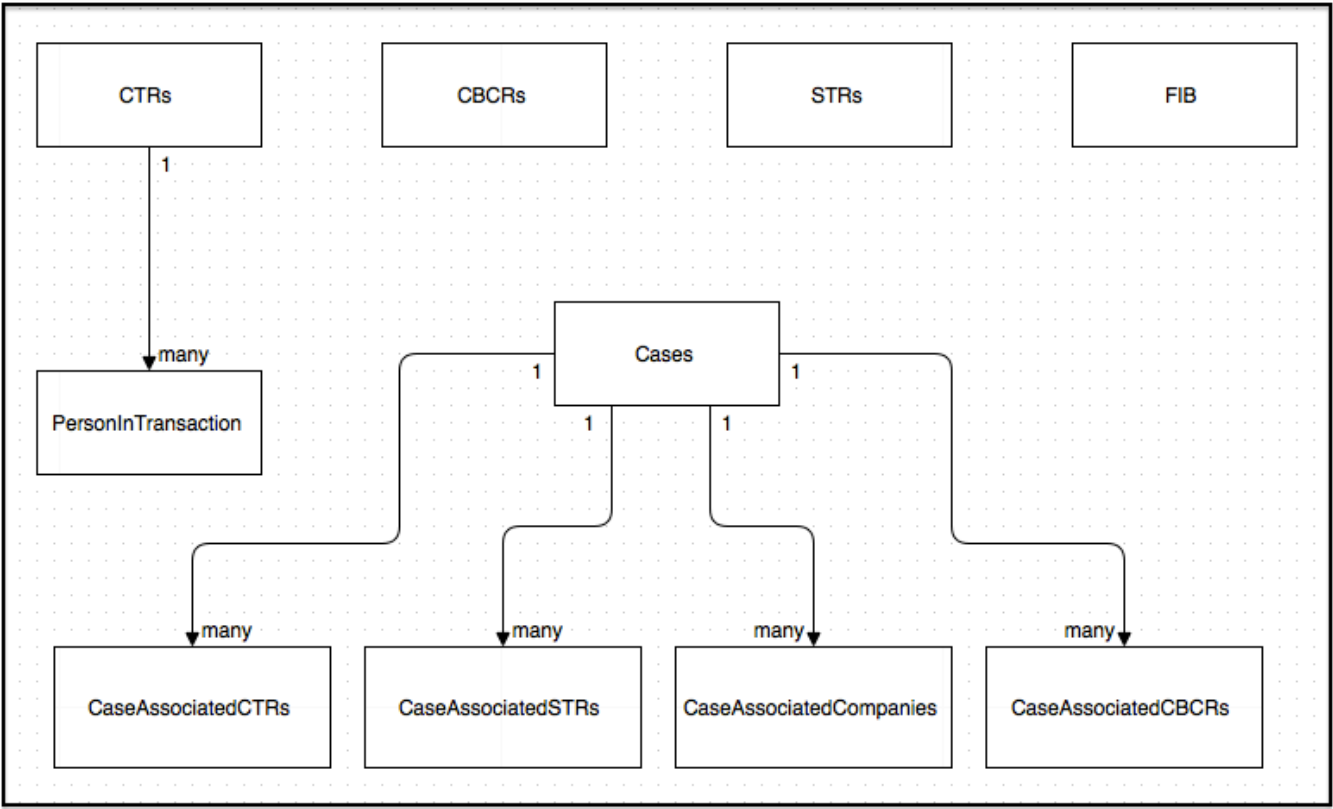 CTRs
CBCRs
STRs
FIB
1
many
PersonInTransaction
Cases
1
1
1
1
many
many
many
many
CaseAssociatedCTRs
CaseAssociatedSTRs
CaseAssociatedCompanies
CaseAssociatedCBCRs